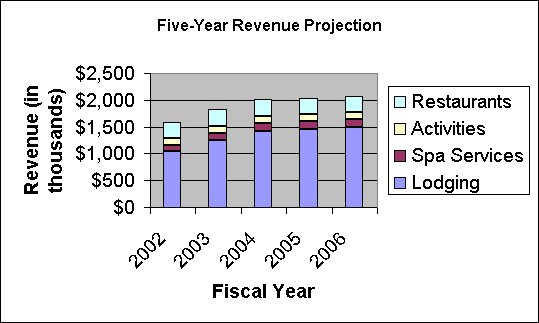 Five-Year Revenue Projection
Revenue (in
thousands)
$2,500
$2,000
$1,500
$1,000
$500
$0
2002
2003
2004
2005
2006
Fiscal Year
Restaurants
Activities
Spa Services
Lodging